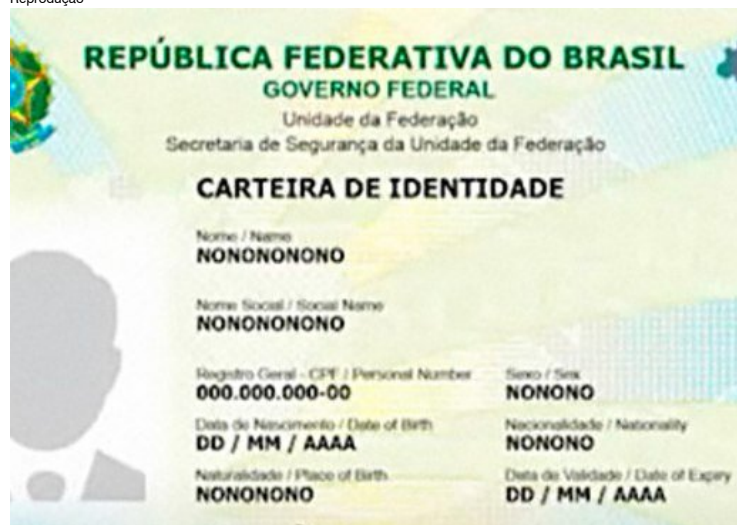 Reprodução
REPÚBLICA FEDERATIVA DO BRASIL
GOVERNO FEDERAL
Unidade da Federação
Secretaria de Segurança da Unidade da Federação
CARTEIRA DE IDENTIDADE
Nome / Name
NONONONONO
Nome Social / Social Name
NONONONONO
Registro Geral - CPF / Personal Number Sexo / Sex
000.000.000-00 NONONO
Data de Nascimento / Date of Birth Nacionalidade / Nationality
DD / MM / AAAA NONONO
Naturalidade / Place of Birth Data de Validade / Date of Expiry
NONONONO DD / MM / AAAA